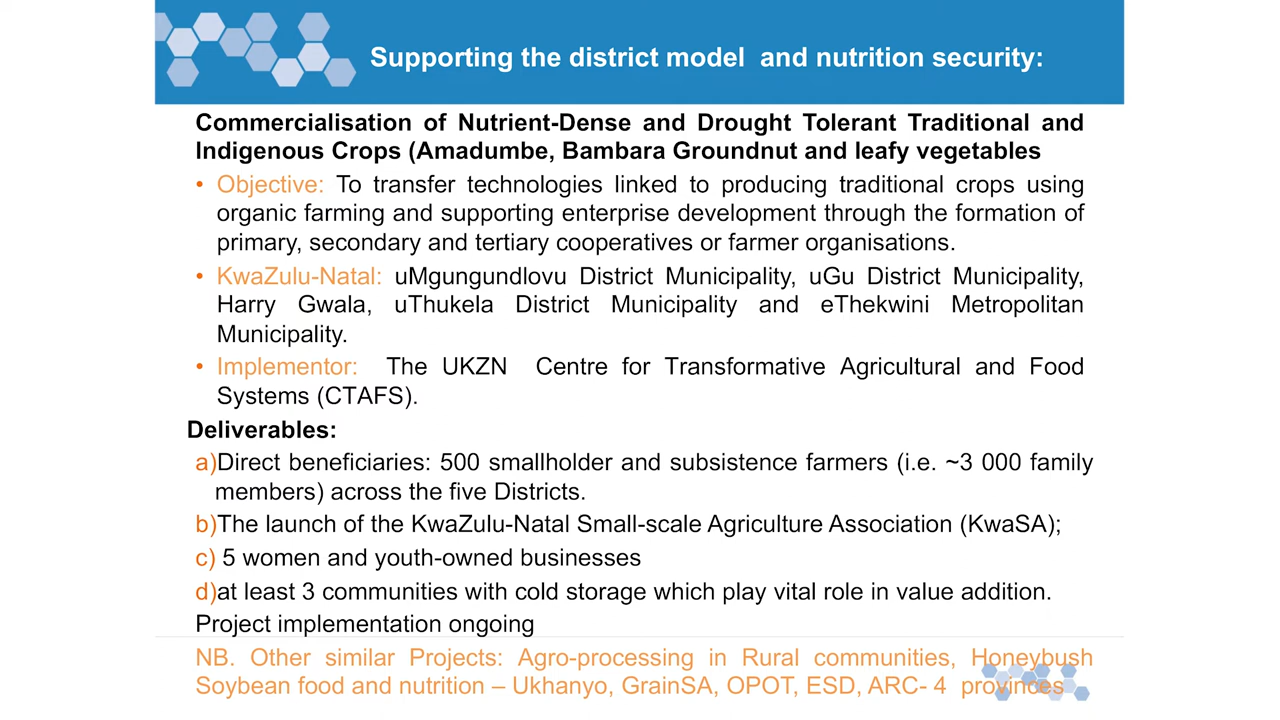 Supporting the district model and nutrition security:
Commercialisation of Nutrient-Dense and Drought Tolerant Traditional and
Indigenous Crops (Amadumbe, Bambara Groundnut and leafy vegetables
• Objective: To transfer technologies linked to producing traditional crops using
organic farming and supporting enterprise development through the formation of
primary, secondary and tertiary cooperatives or farmer organisations.
• KwaZulu-Natal: uMgungundlovu District Municipality, uGu District Municipality,
Harry Gwala, uThukela District Municipality and eThekwini Metropolitan
Municipality.
• Implementor: The UKZN Centre for Transformative Agricultural and Food
Systems (CTAFS).
Deliverables:
a)Direct beneficiaries: 500 smallholder and subsistence farmers (i.e. ~3 000 family
members) across the five Districts.
b)The launch of the KwaZulu-Natal Small-scale Agriculture Association (KwaSA);
c) 5 women and youth-owned businesses
d)at least 3 communities with cold storage which play vital role in value addition.
Project implementation ongoing
NB. Other similar Projects: Agro-processing in Rural communities, Honeybush
Soybean food and nutrition – Ukhanyo, GrainSA, OPOT, ESD, ARC- 4 provinces